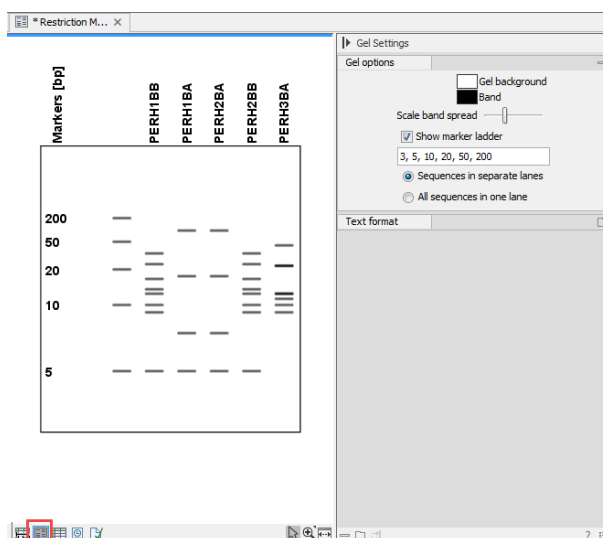 * Restriction M... ×
Gel Settings
Gel options
Gel background
Band
Scale band spread
Show marker ladder
3, 5, 10, 20, 50, 200
Sequences in separate lanes
All sequences in one lane
Text format
Markers [bp]
PERH1BB
PERH1BA
PERH2BA
PERH2BB
PERH3BA
200
50
20
10
5
?